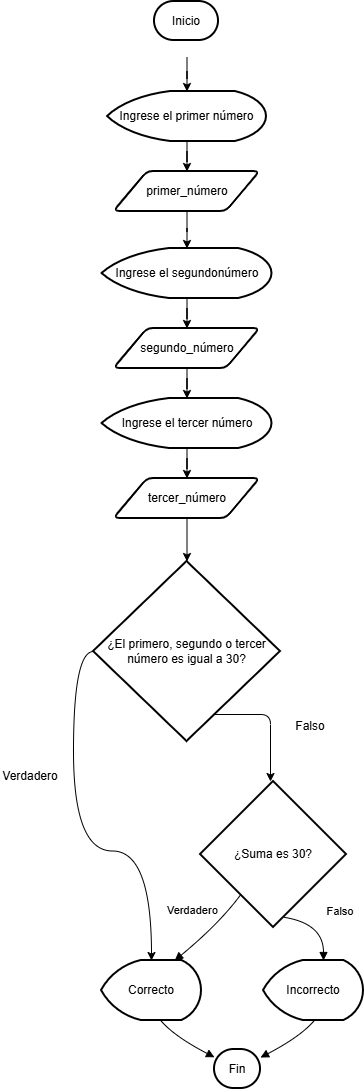 Inicio
Ingrese el primer número
primer_número
Ingrese el segundonúmero
segundo_número
Ingrese el tercer número
tercer_número
¿El primero, segundo o tercer
número es igual a 30?
Falso
Verdadero
¿Suma es 30?
Verdadero
Falso
Correcto
Incorrecto
Fin